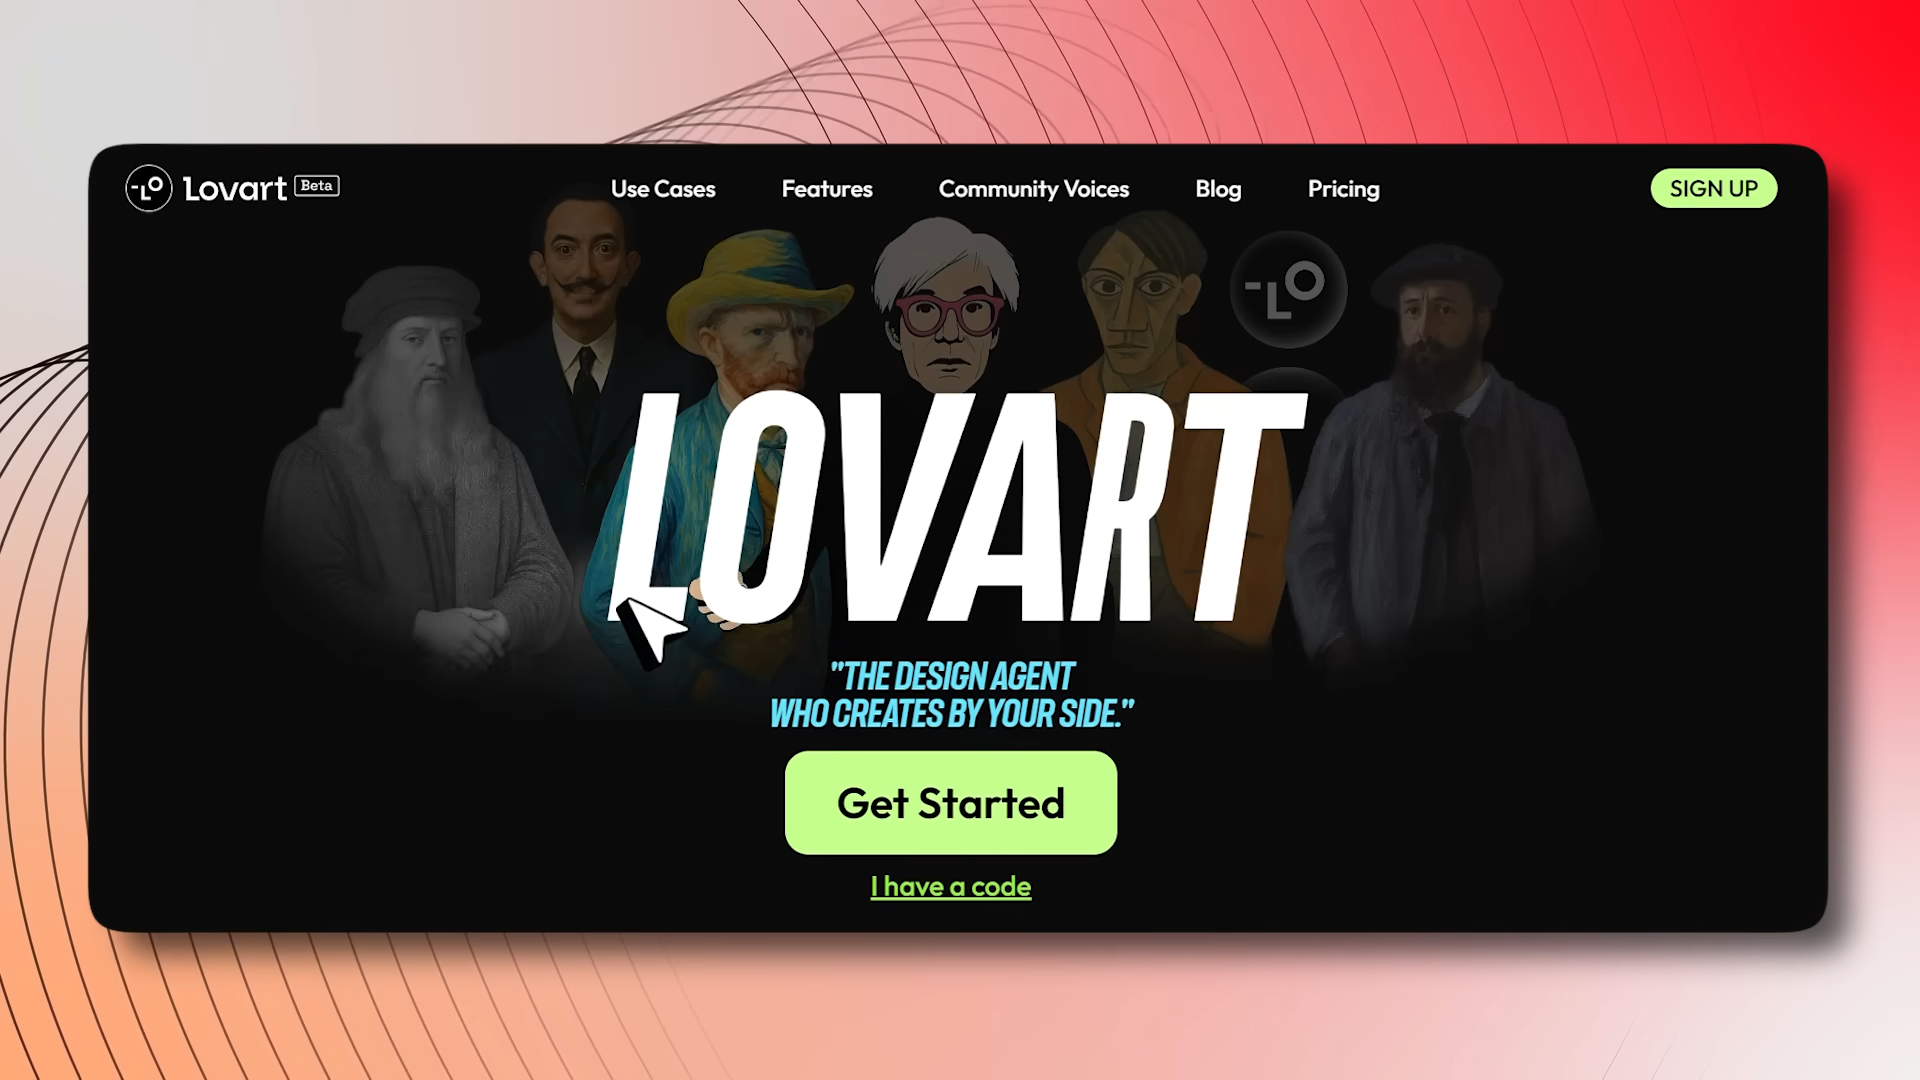 Lovart Beta
Use Cases Features Community Voices Blog Pricing
SIGN UP
LO
LOVART
"THE DESIGN AGENT
WHO CREATES BY YOUR SIDE."
Get Started
I have a code